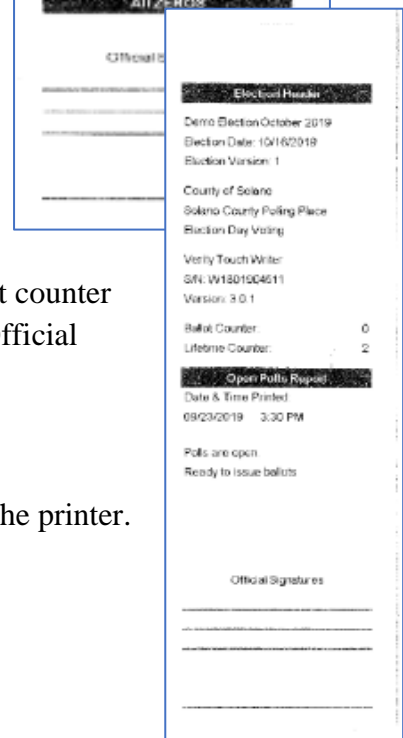 ALL ZEROS
Official S
t counter
fficial
he printer.
Election Header
Demo Election October 2019
Election Date: 10/16/2019
Election Version: 1
County of Solano
Solano County Polling Place
Election Day Voting
Verity Touch Writer
S/N: W1801904511
Version: 3.0.1
Ballot Counter: 0
Lifetime Counter: 2
Open Polls Report
Date & Time Printed:
09/23/2019 3:30 PM
Polls are open
Ready to issue ballots
Official Signatures